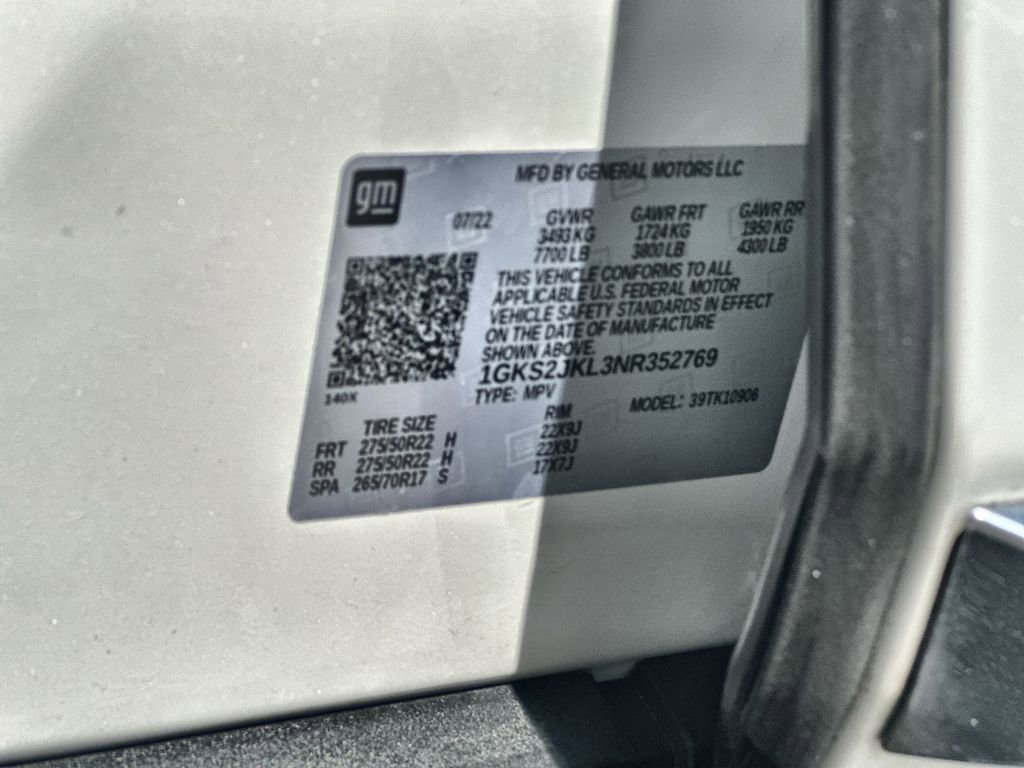 gm
MFD BY GENERAL MOTORS LLC
07/22
GVWR GAWR FRT GAWR RR
3493 KG 1724 KG 1950 KG
7700 LB 3800 LB 4300 LB
THIS VEHICLE CONFORMS TO ALL
APPLICABLE U.S. FEDERAL MOTOR
VEHICLE SAFETY STANDARDS IN EFFECT
ON THE DATE OF MANUFACTURE
SHOWN ABOVE.
1GKS2JKL3NR352769
140X
TYPE: MPV MODEL: 39TK10906
TIRE SIZE RIM
FRT 275/50R22 H 22X9J
RR 275/50R22 H 22X9J
SPA 265/70R17 S 17X7J